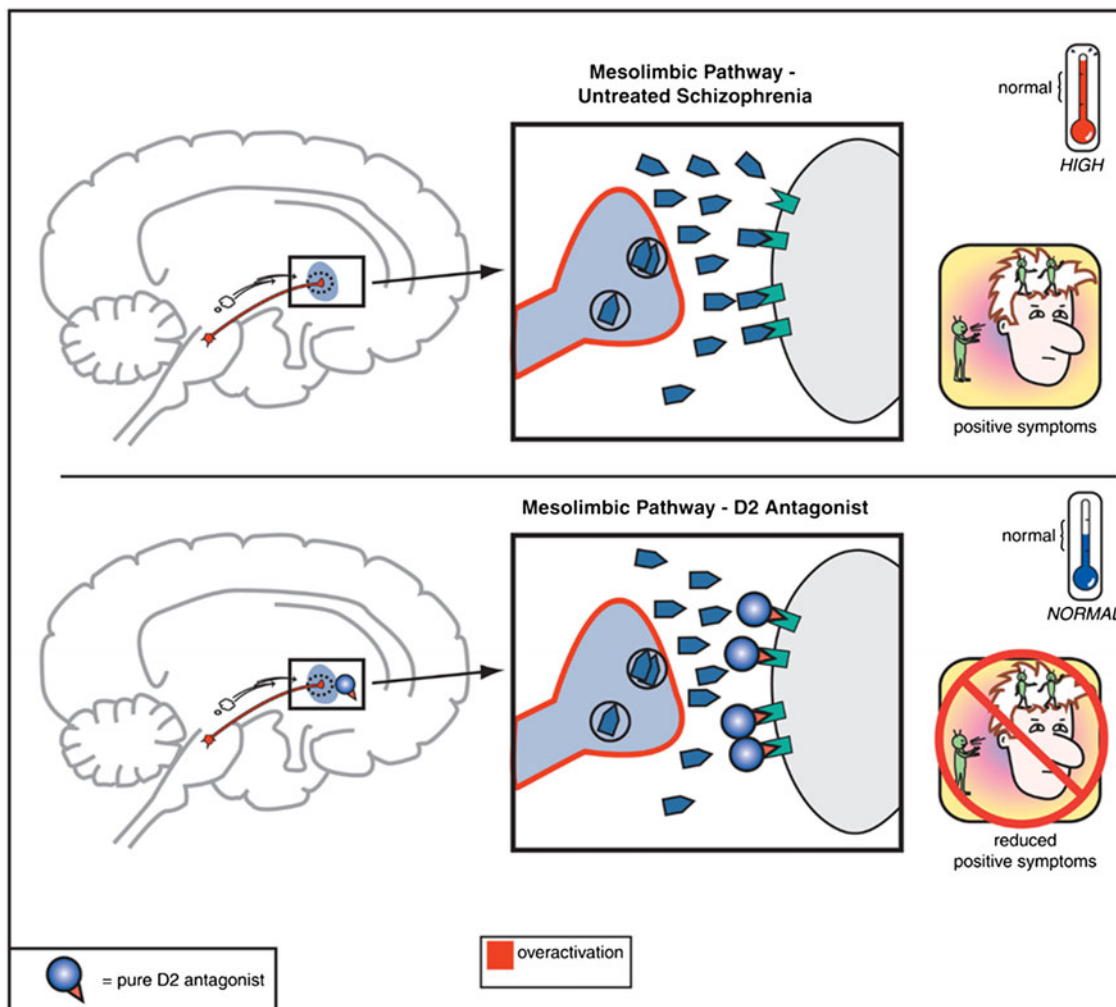 Mesolimbic Pathway -
Untreated Schizophrenia
normal
HIGH
positive symptoms
Mesolimbic Pathway - D2 Antagonist
normal
NORMAL
reduced
positive symptoms
= pure D2 antagonist
overactivation